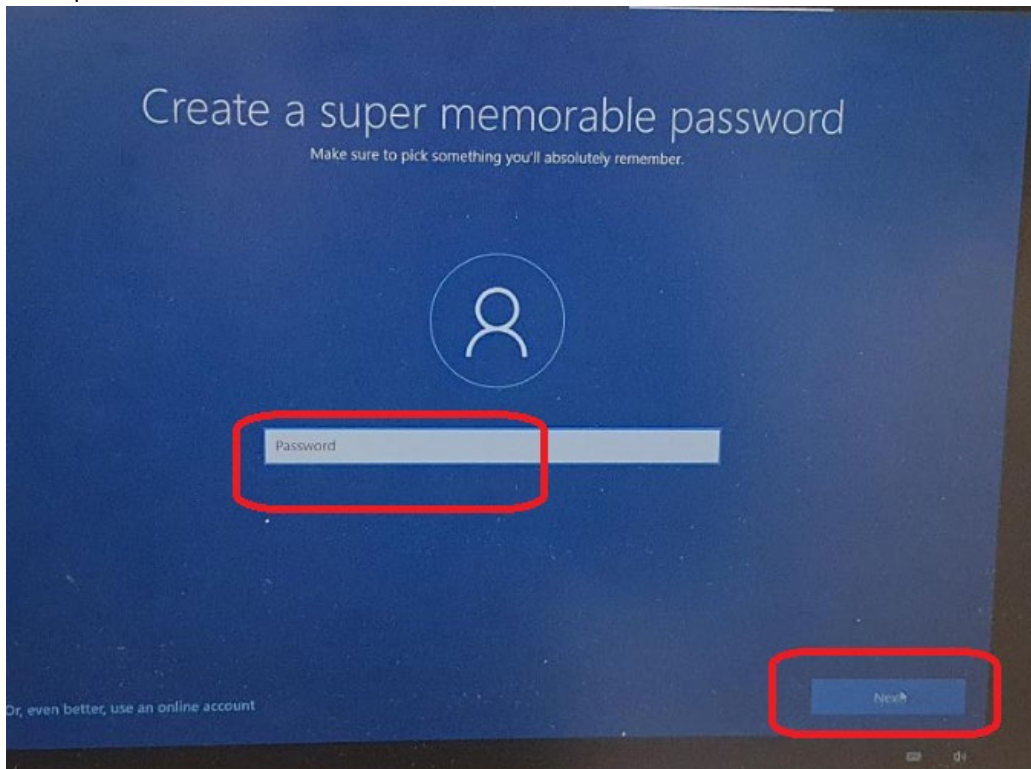 Create a super memorable password
Make sure to pick something you'll absolutely remember.
Password
Or, even better, use an online account
Next